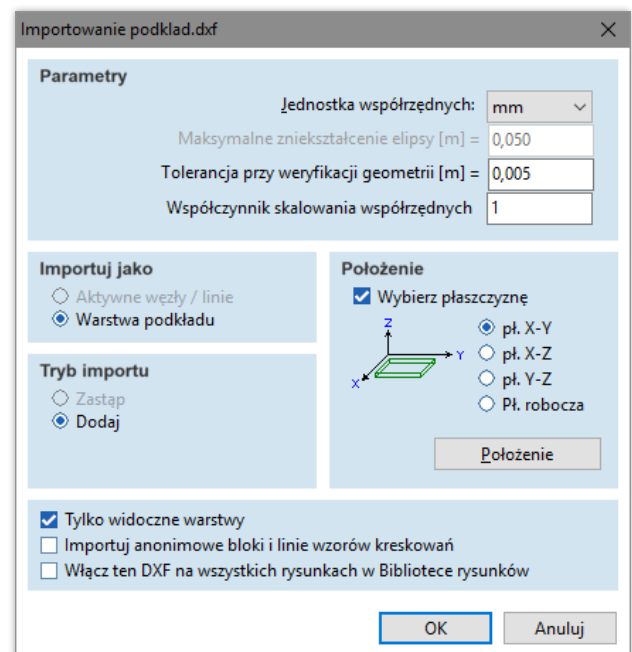 Importowanie podklad.dxf
Parametry
Jednostka współrzędnych: mm
Maksymalne zniekształcenie elipsy [m] = 0,050
Tolerancja przy weryfikacji geometrii [m] = 0,005
Współczynnik skalowania współrzędnych 1
Importuj jako
Aktywne węzły / linie
Warstwa podkładu
Tryb importu
Zastąp
Dodaj
Położenie
Wybierz płaszczyznę
Z
Y
X
pł. X-Y
pł. X-Z
pł. Y-Z
Pł. robocza
Położenie
Tylko widoczne warstwy
Importuj anonimowe bloki i linie wzorów kreskowań
Włącz ten DXF na wszystkich rysunkach w Bibliotece rysunków
OK Anuluj